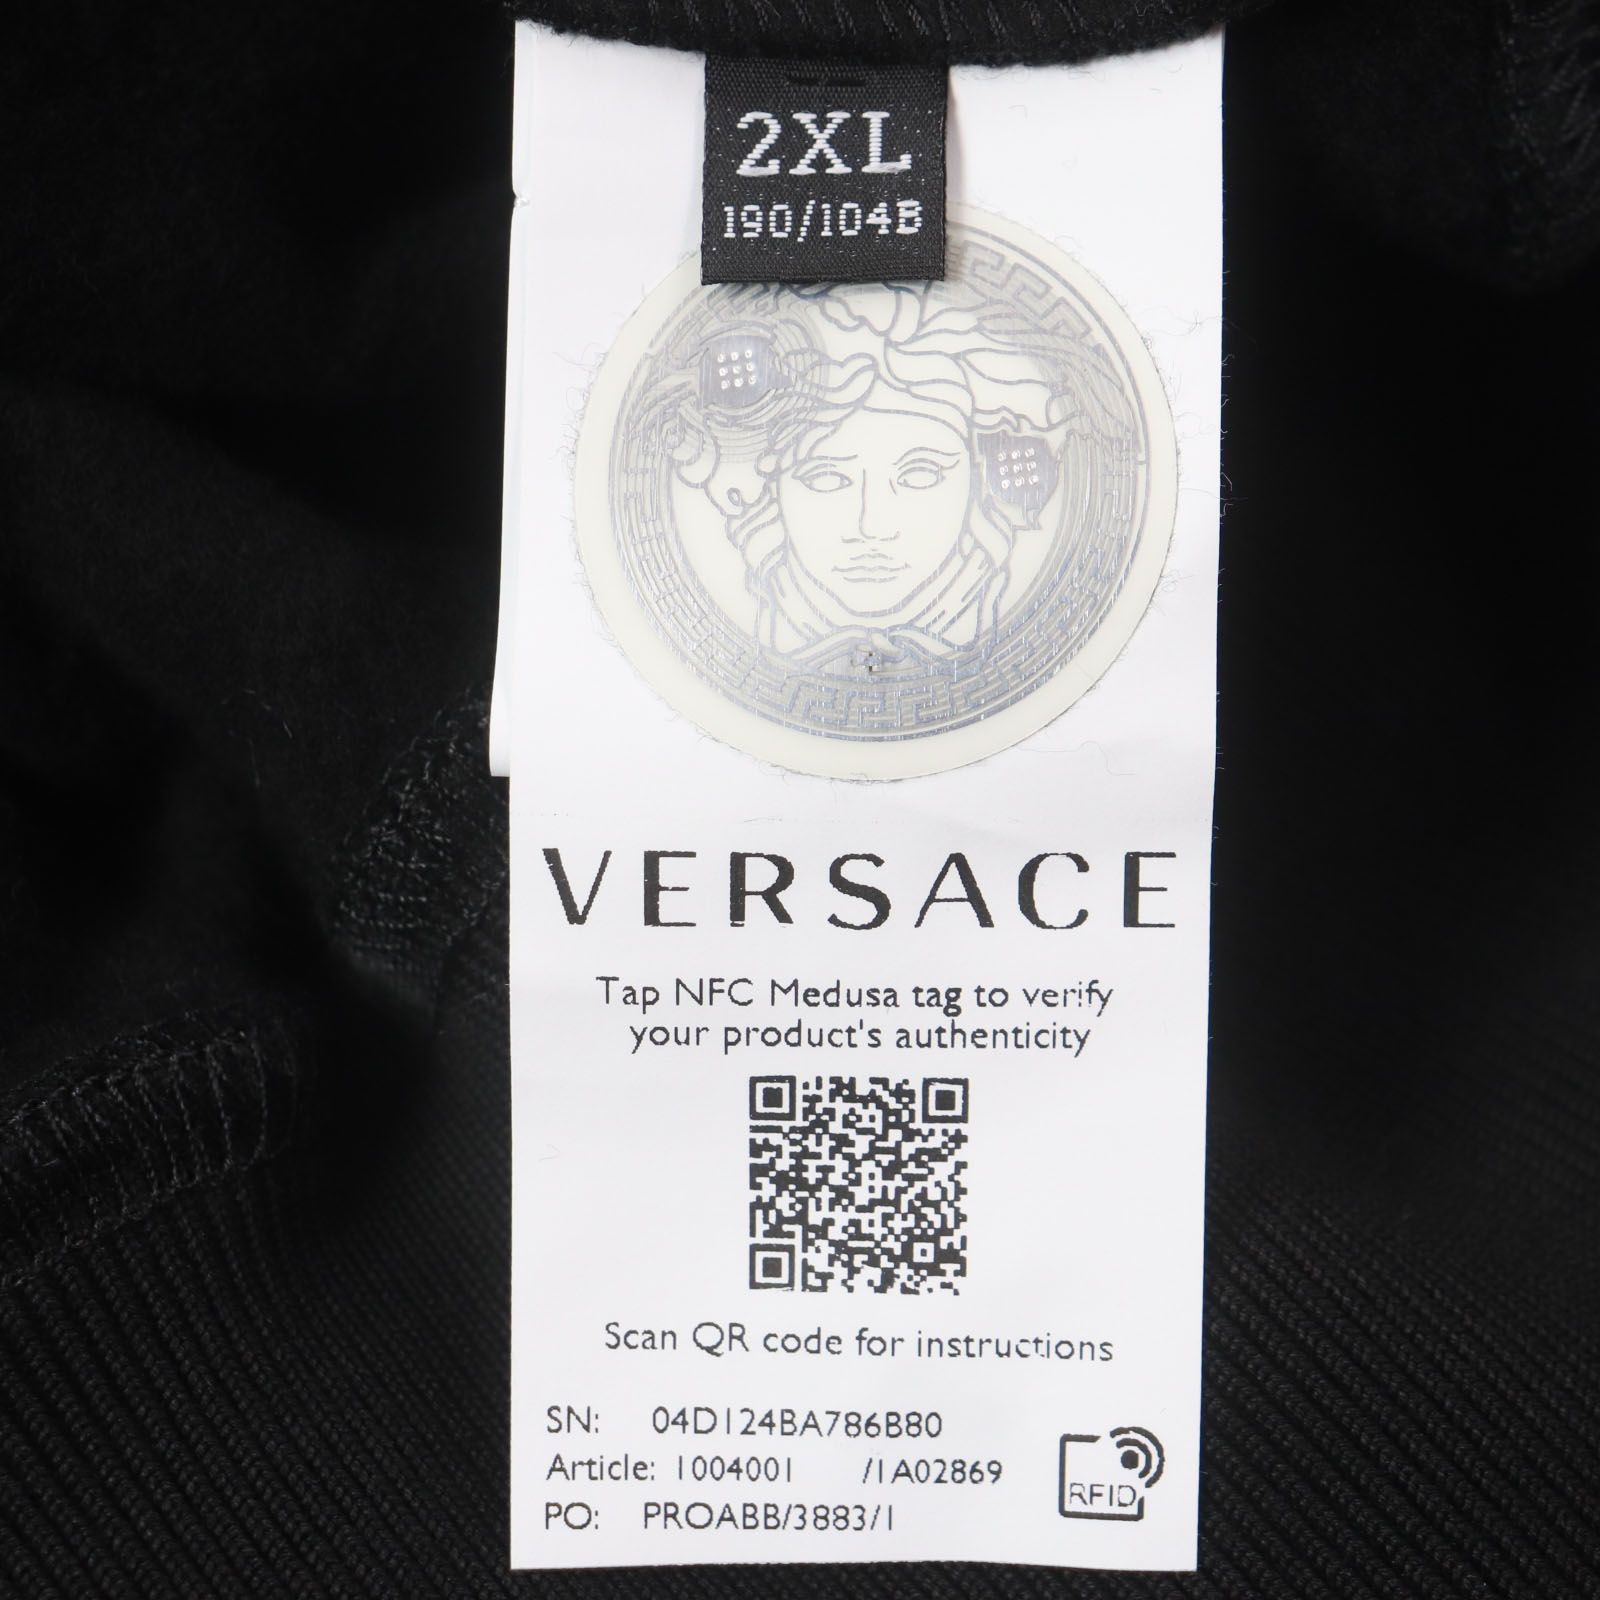 2XL
190/104B
VERSACE
Tap NFC Medusa tag to verify
your product's authenticity
Scan QR code for instructions
SN: 04D124BA786B80
Article: 1004001 /1A02869
PO: PROABB/3883/1
RFID